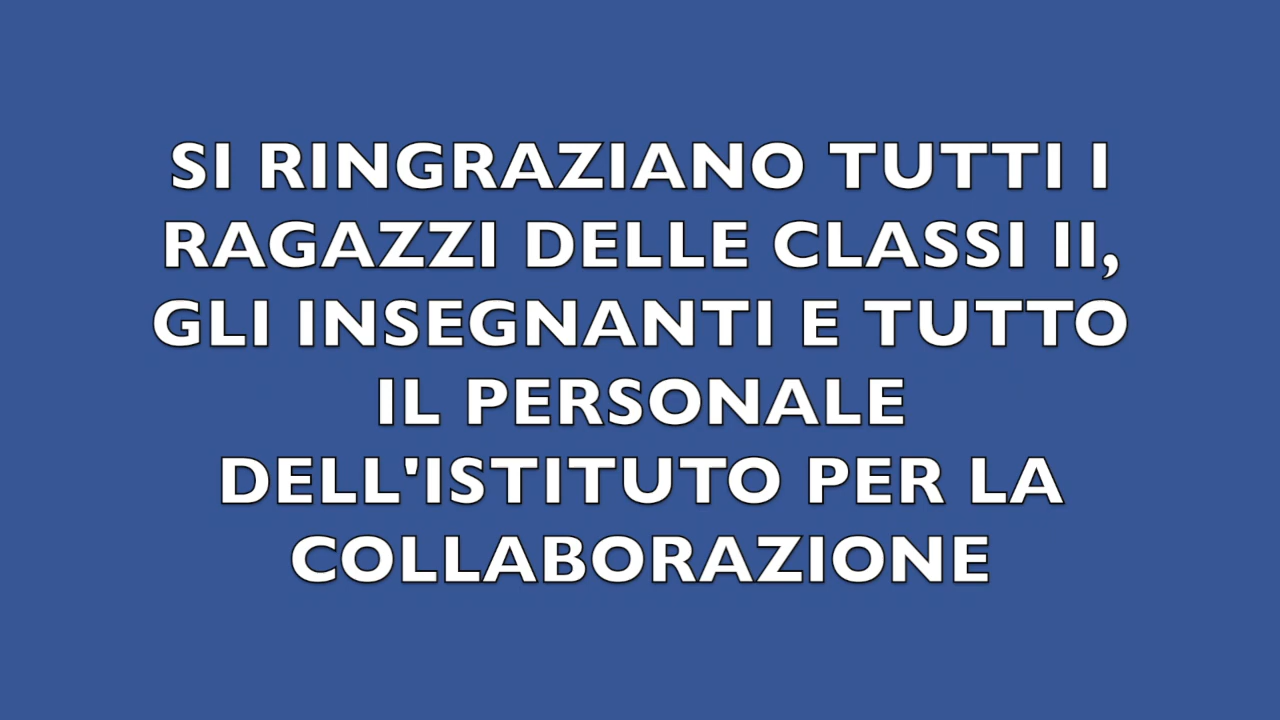 SI RINGRAZIANO TUTTI I
RAGAZZI DELLE CLASSI II,
GLI INSEGNANTI E TUTTO
IL PERSONALE
DELL'ISTITUTO PER LA
COLLABORAZIONE